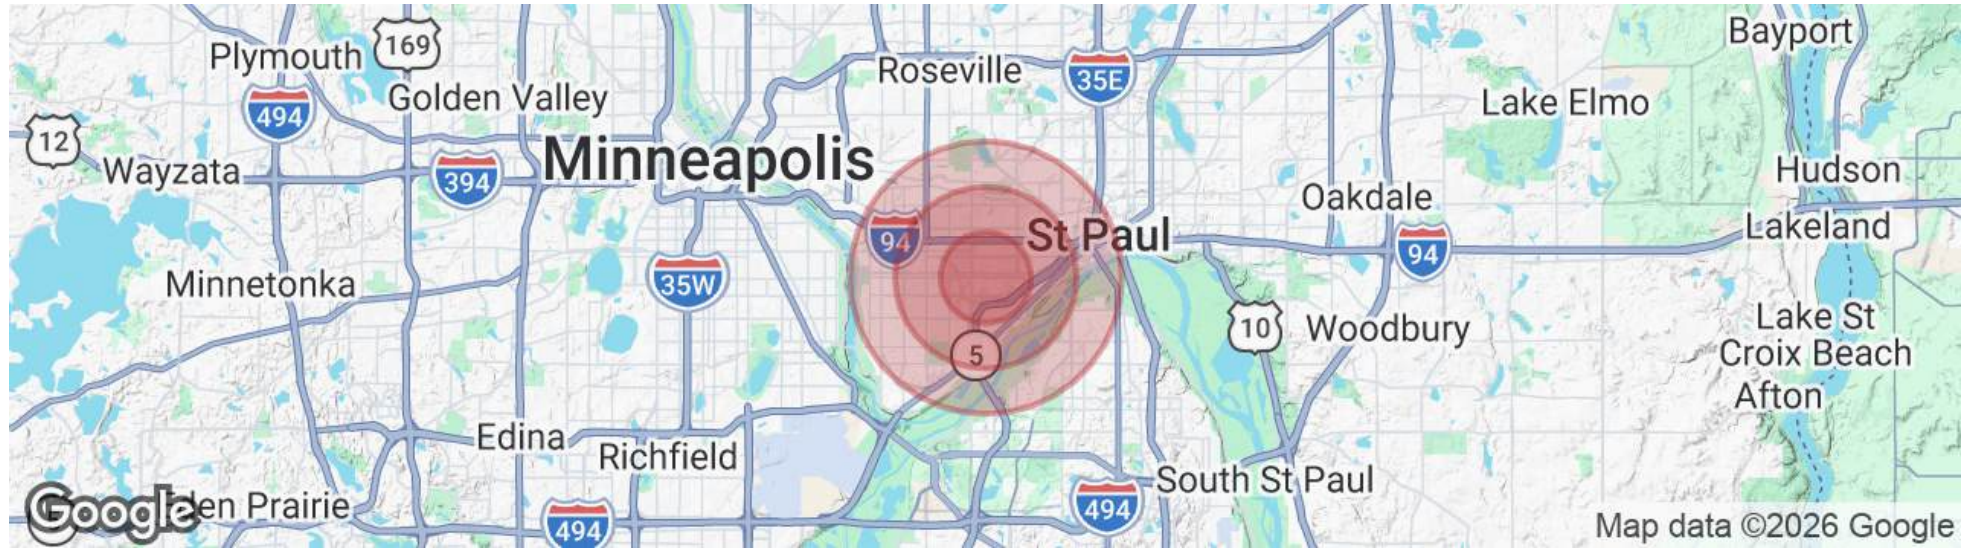 Bayport
Plymouth
169
Roseville
35E
Golden Valley
494
Lake Elmo
12
Minneapolis
Wayzata
394
Hudson
Oakdale
94
St Paul
Lakeland
94
35W
Minnetonka
10
Woodbury
Lake St
Croix Beach
5
Afton
Edina
Richfield
South St Paul
Google
den Prairie
494
494
Map data ©2026 Google